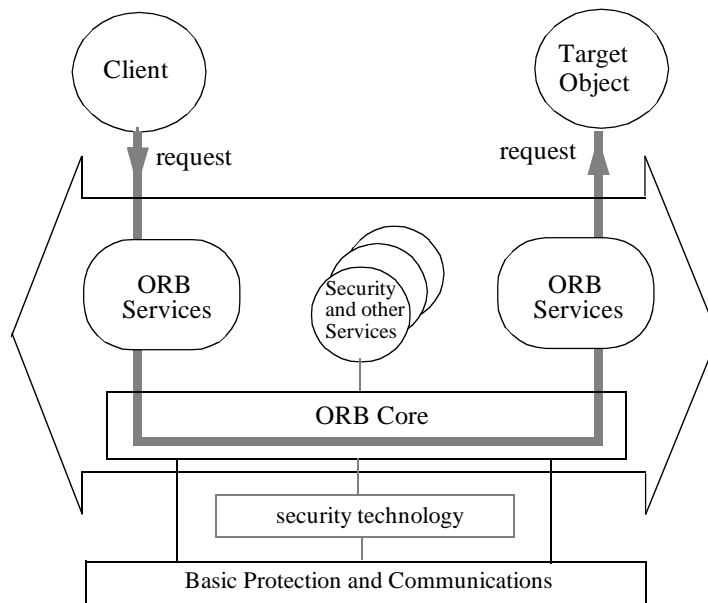 Client
Target
Object
request
request
ORB
Services
Security
and other
Services
ORB
Services
ORB Core
security technology
Basic Protection and Communications